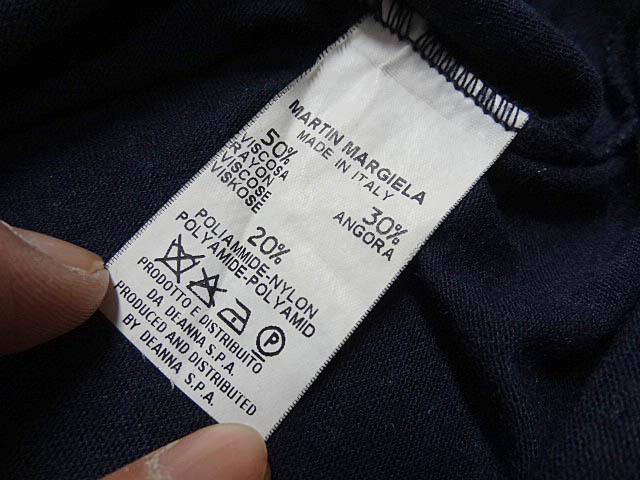 MARTIN MARGIELA
MADE IN ITALY
50%
VISCOSA
RAYON
VISCOSE
VISKOSE
30%
ANGORA
20%
POLIAMMIDE-NYLON
POLYAMIDE-POLYAMID
P
PRODOTTO E DISTRIBUITO
DA DEANNA S.P.A.
PRODUCED AND DISTRIBUTED
BY DEANNA S.P.A.